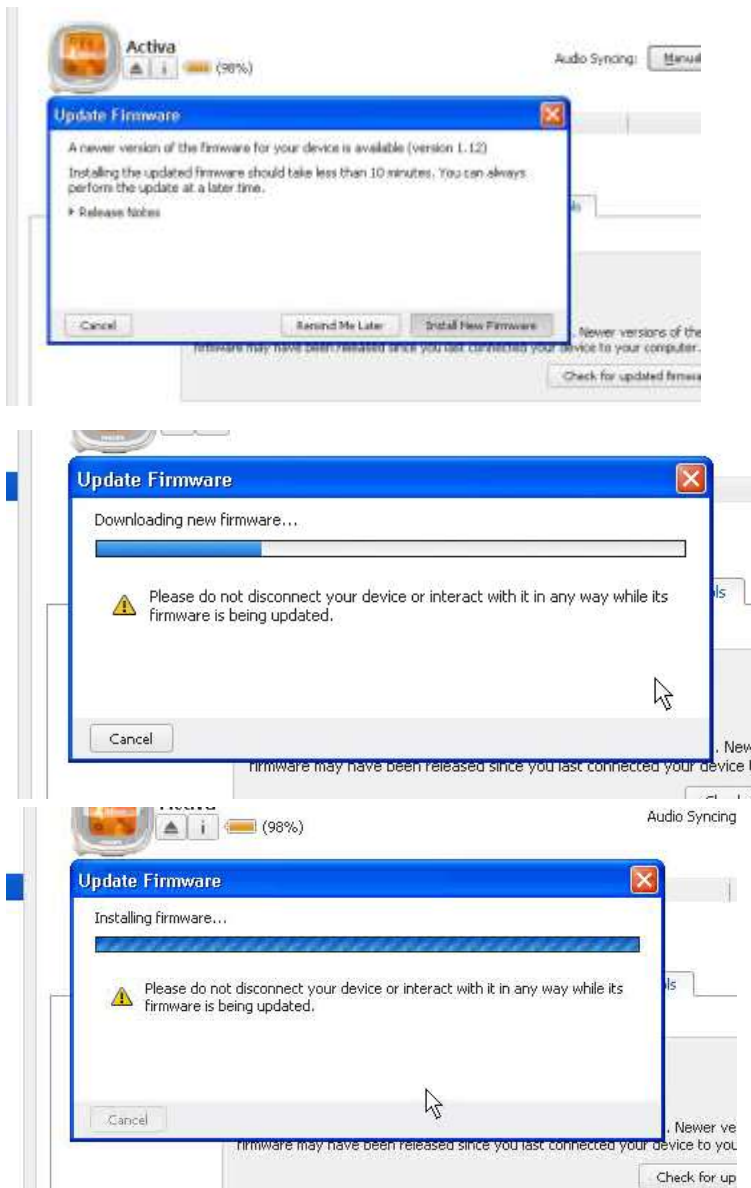 Activa
(98%)
Audio Syncing:
Update Firmware
A newer version of the firmware for your device is available (version 1.12)
Installing the updated firmware should take less than 10 minutes. You can always
perform the update at a later time.
Release Notes
Cancel Remind Me Later Install New Firmware
. Newer versions of the
firmware may have been released since you last connected your device to your computer.
Check for updated
Update Firmware
Downloading new firmware...
Please do not disconnect your device or interact with it in any way while its
firmware is being updated.
ls
Cancel
. New
firmware may have been released since you last connected your device
Activa
(98%)
Audio Syncing
Update Firmware
Installing firmware...
Please do not disconnect your device or interact with it in any way while its
firmware is being updated.
ls
Cancel
. Newer ve
firmware may have been released since you last connected your device to you
Check for up